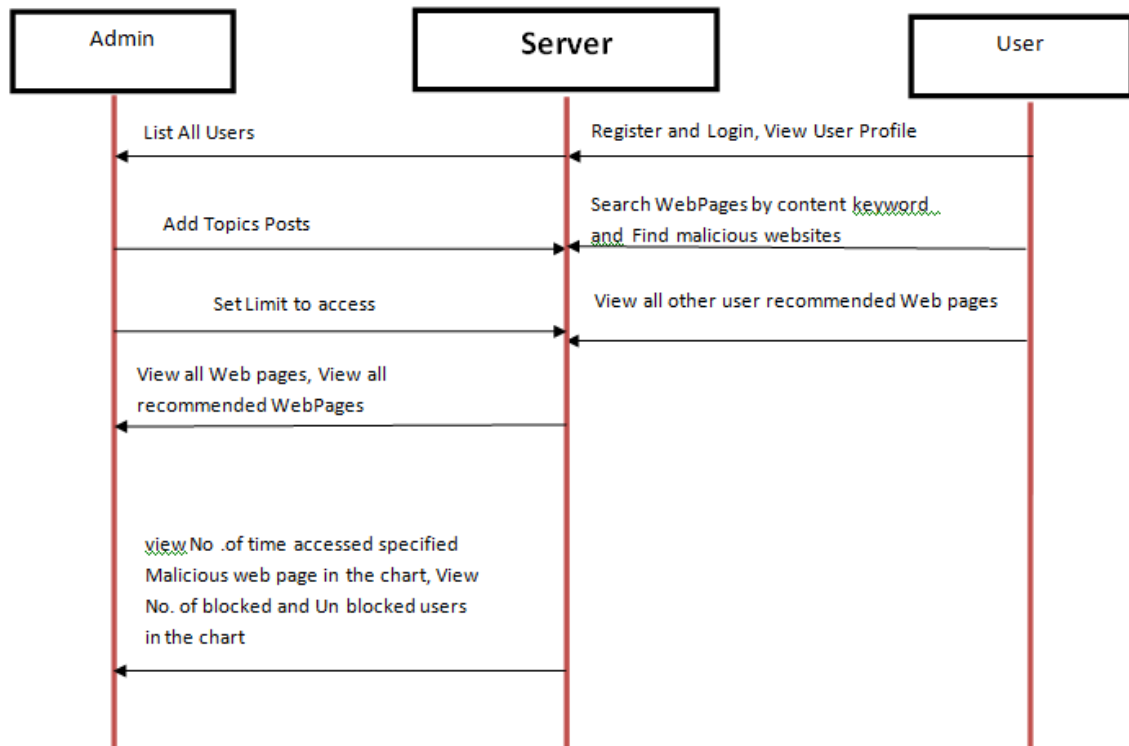 Admin
Server
User
List All Users
Register and Login, View User Profile
Add Topics Posts
Search WebPages by content keyword
and Find malicious websites
Set Limit to access
View all other user recommended Web pages
View all Web pages, View all
recommended WebPages
view No .of time accessed specified
Malicious web page in the chart, View
No. of blocked and Un blocked users
in the chart